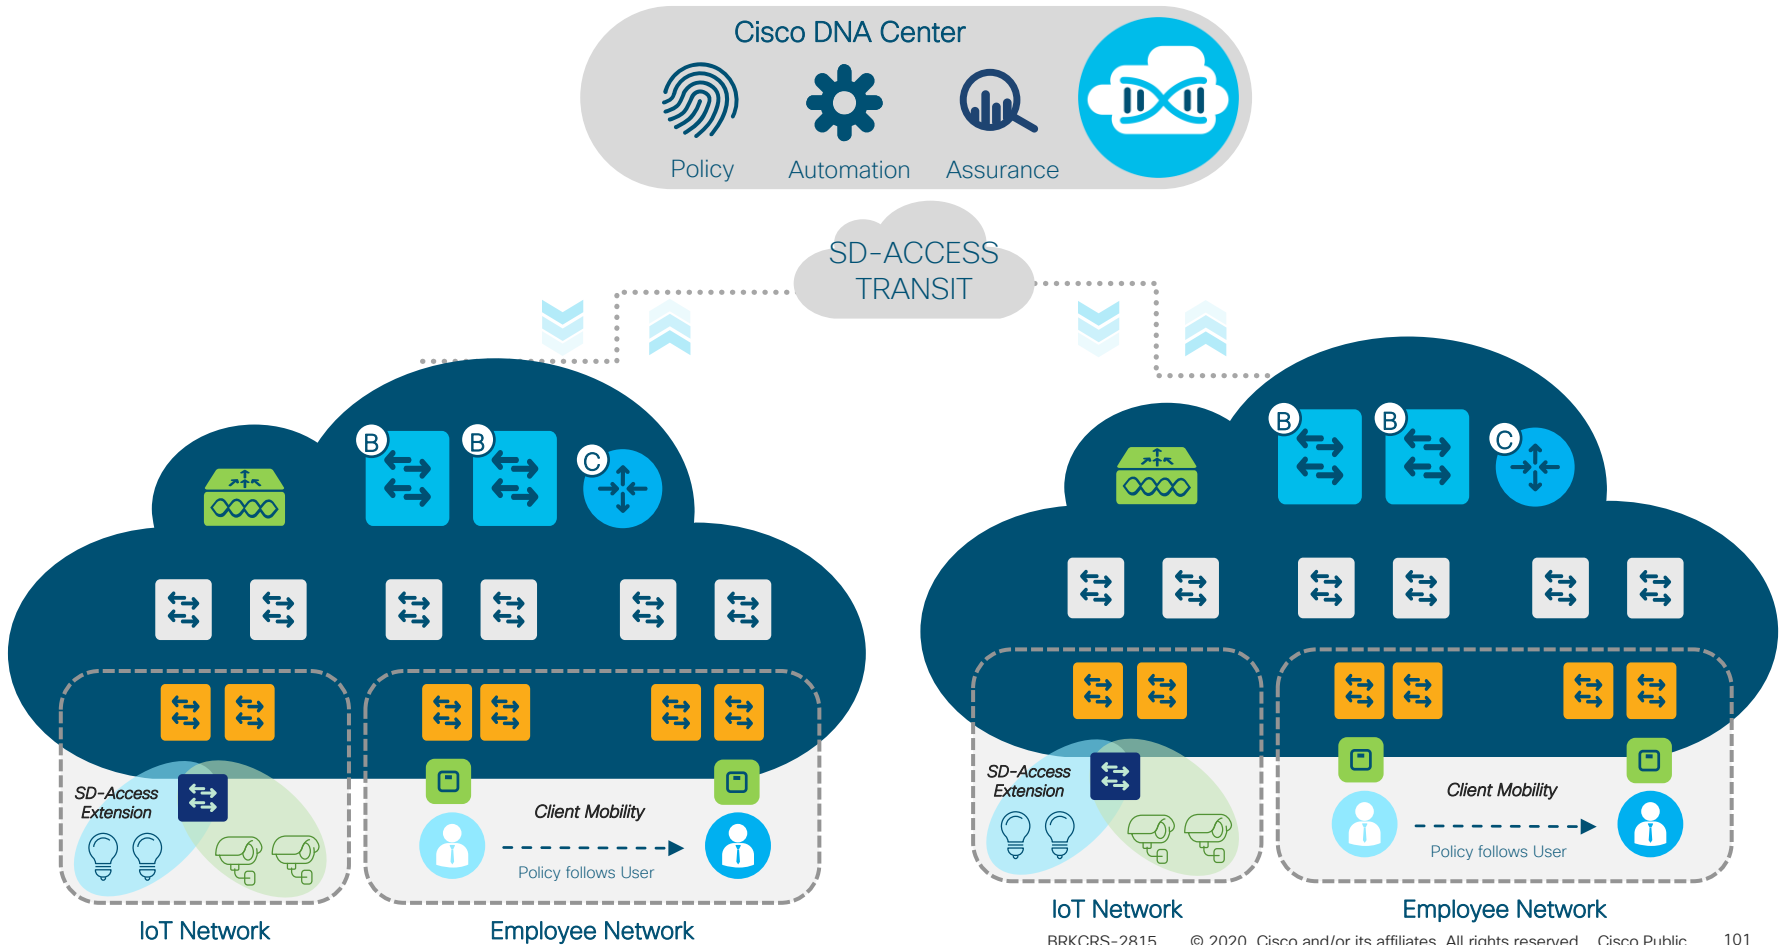 Cisco DNA Center
Policy
Automation
Assurance
SD-ACCESS
TRANSIT
B
B
C
SD-Access
Extension
Client Mobility
Policy follows User
IoT Network
Employee Network
B
B
C
SD-Access
Extension
Client Mobility
Policy follows User
IoT Network
Employee Network
BRKCRS-2815 © 2020 Cisco and/or its affiliates. All rights reserved. Cisco Public 101